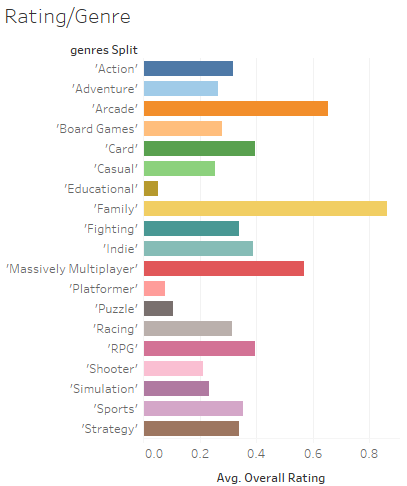 Rating/Genre
genres Split
'Action'
'Adventure'
'Arcade'
'Board Games'
'Card'
'Casual'
'Educational'
'Family'
'Fighting'
'Indie'
'Massively Multiplayer'
'Platformer'
'Puzzle'
'Racing'
'RPG'
'Shooter'
'Simulation'
'Sports'
'Strategy'
0.0 0.2 0.4 0.6 0.8
Avg. Overall Rating